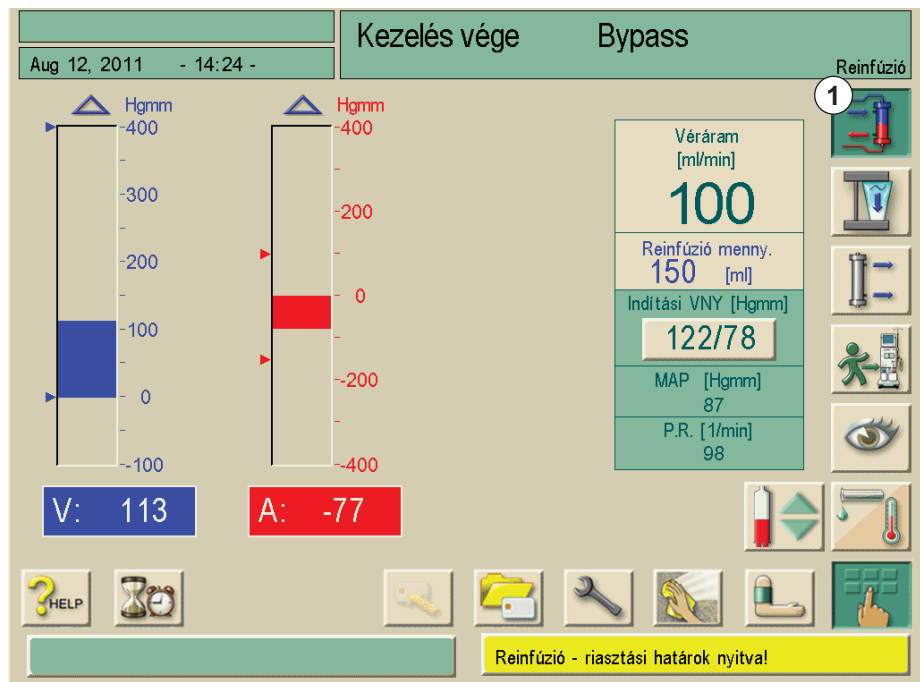 Kezelés vége Bypass
Aug 12, 2011 - 14:24 -
Reinfúzió
1
Hgmm
400
300
200
100
0
-100
V: 113
Hgmm
400
200
0
-200
-400
A: -77
Véráram
[ml/min]
100
Reinfúzió menny.
150 [ml]
Indítási VNY [Hgmm]
122/78
MAP [Hgmm]
87
P.R. [1/min]
98
?HELP
Reinfúzió - riasztási határok nyitva!